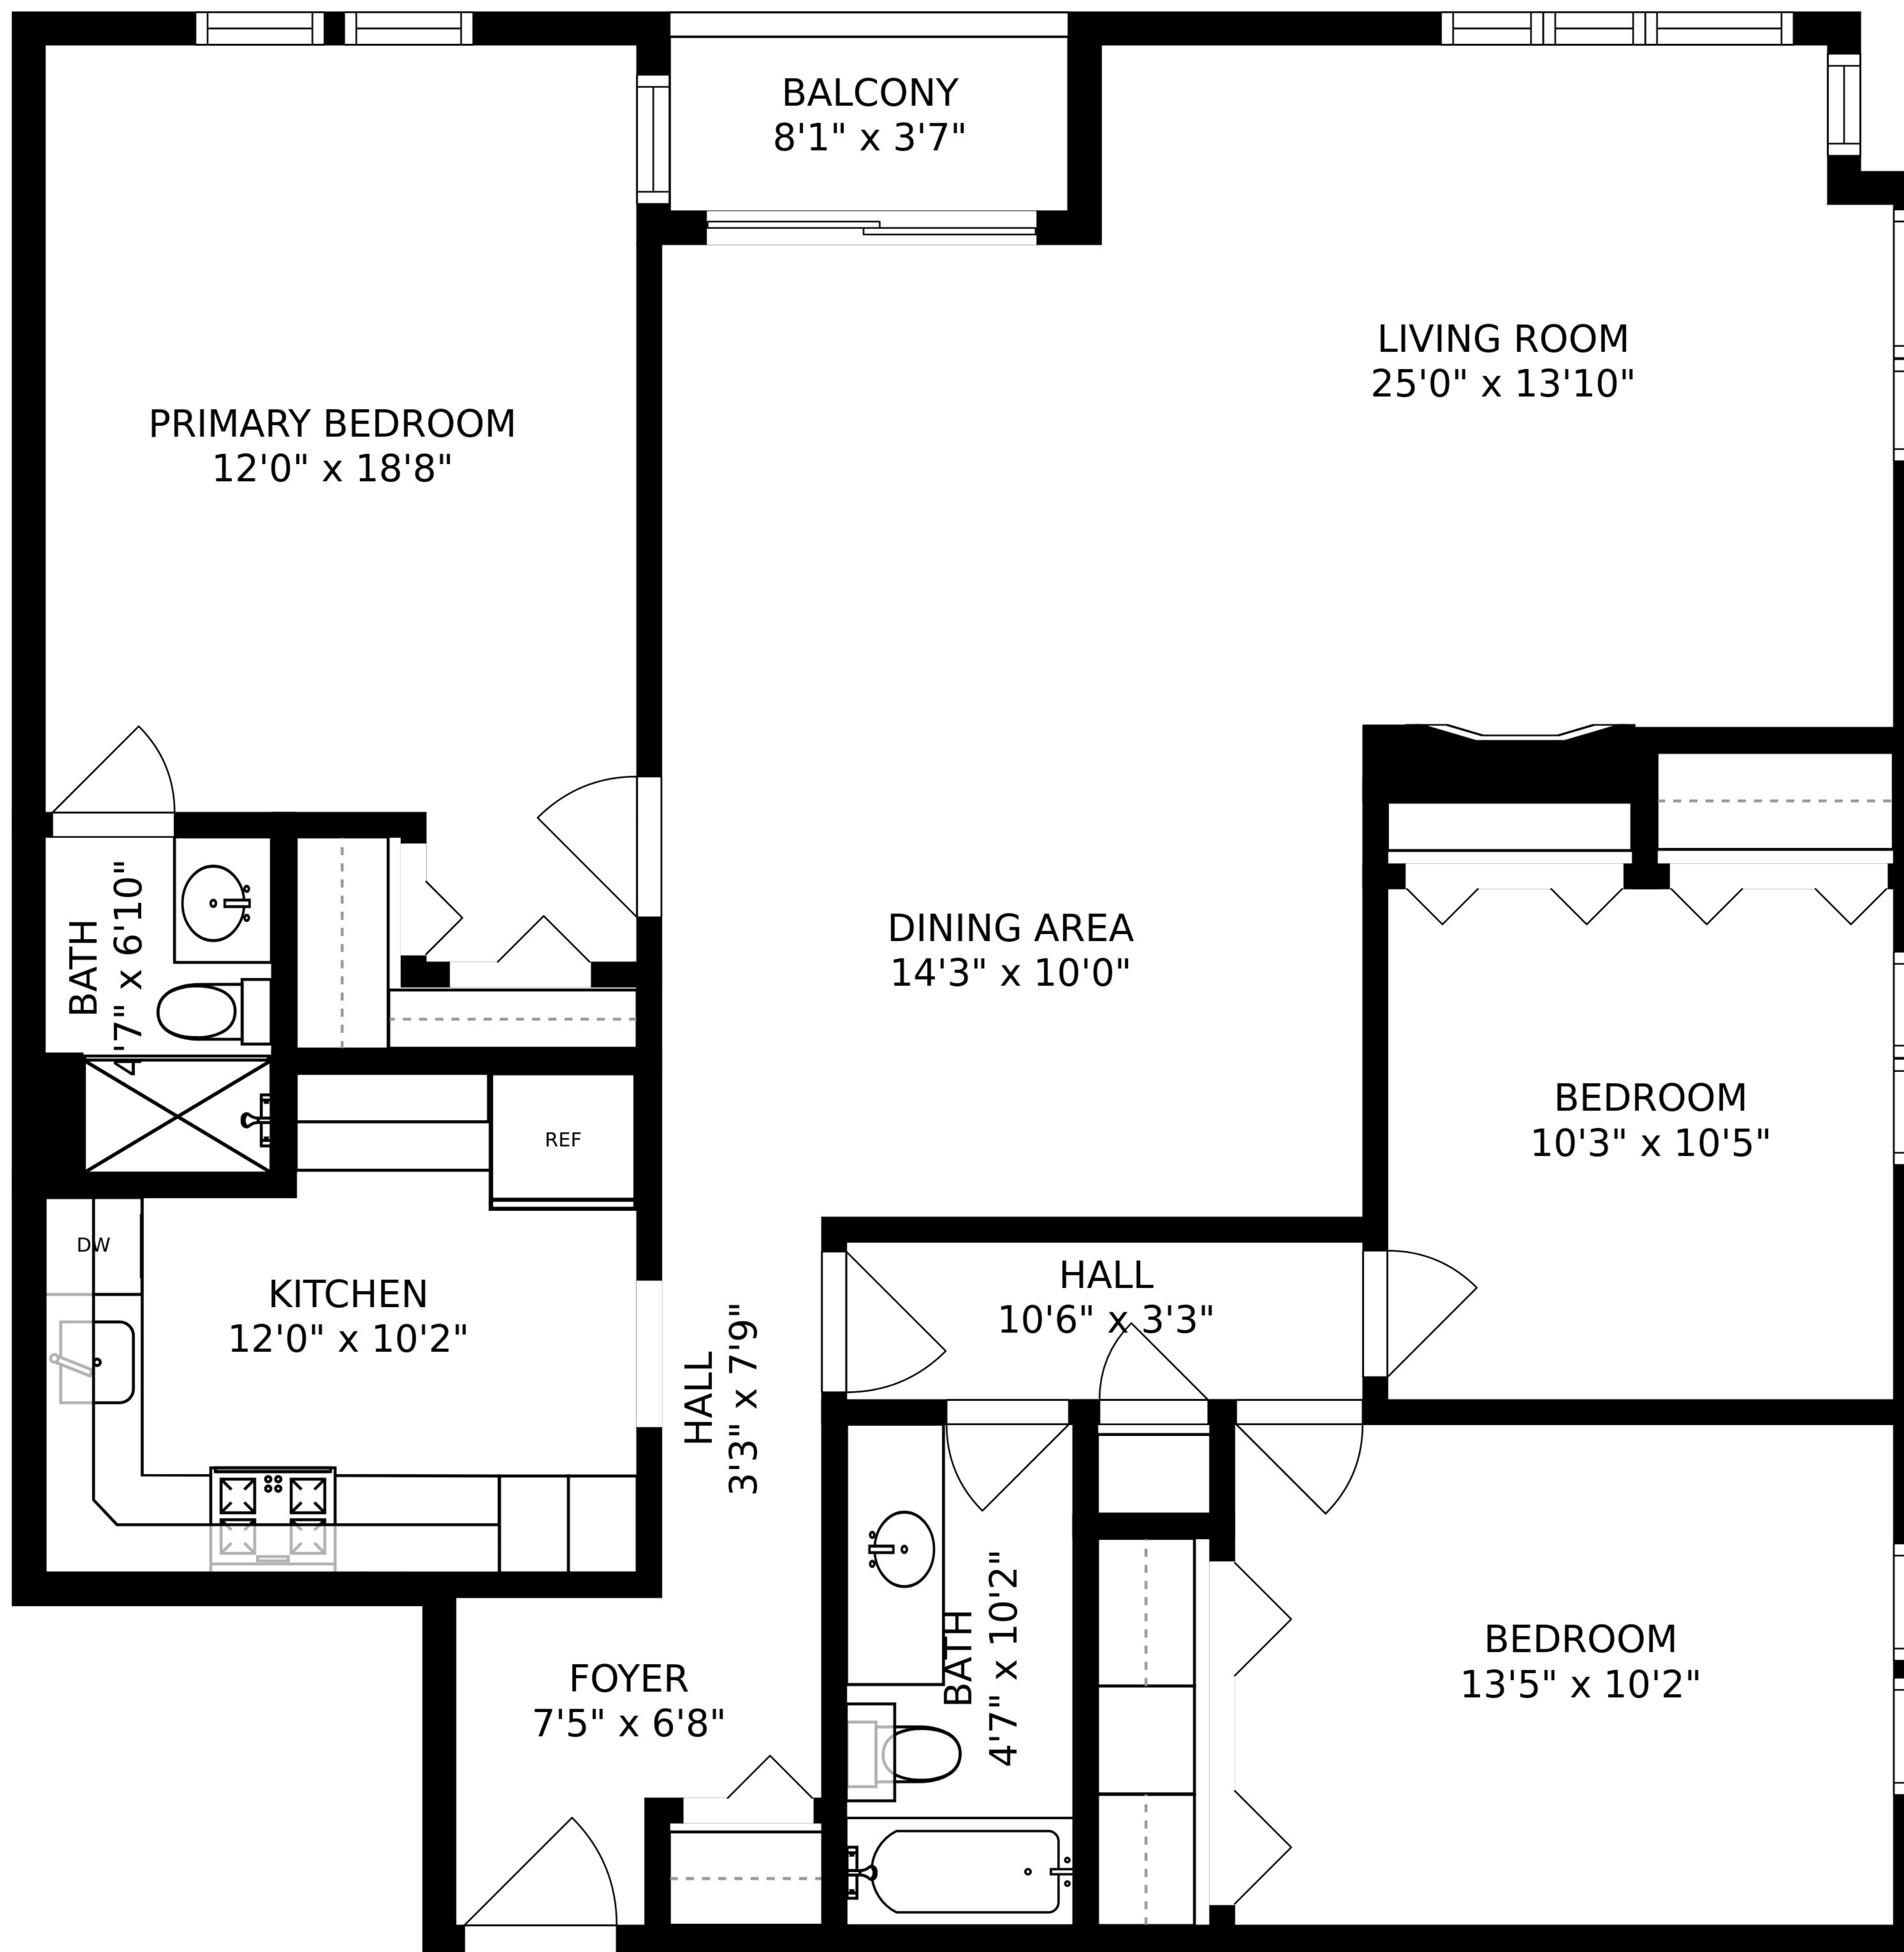 BALCONY
8'1" x 3'7"
LIVING ROOM
25'0" x 13'10"
PRIMARY BEDROOM
12'0" x 18'8"
BATH
4'7" x 6'10"
DINING AREA
14'3" x 10'0"
REF
BEDROOM
10'3" x 10'5"
DW
KITCHEN
12'0" x 10'2"
HALL
3'3" x 7'9"
HALL
10'6" x 3'3"
FOYER
7'5" x 6'8"
BATH
4'7" x 10'2"
BEDROOM
13'5" x 10'2"